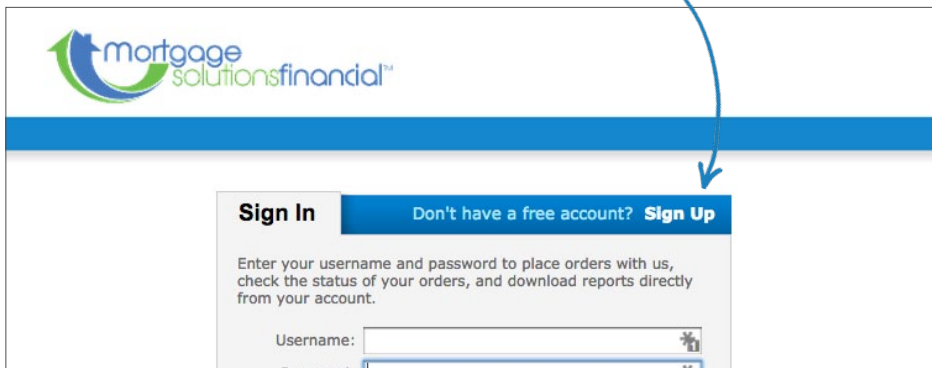 mortgage
solutionsfinancial™
Sign In
Don't have a free account? Sign Up
Enter your username and password to place orders with us,
check the status of your orders, and download reports directly
from your account.
Username: